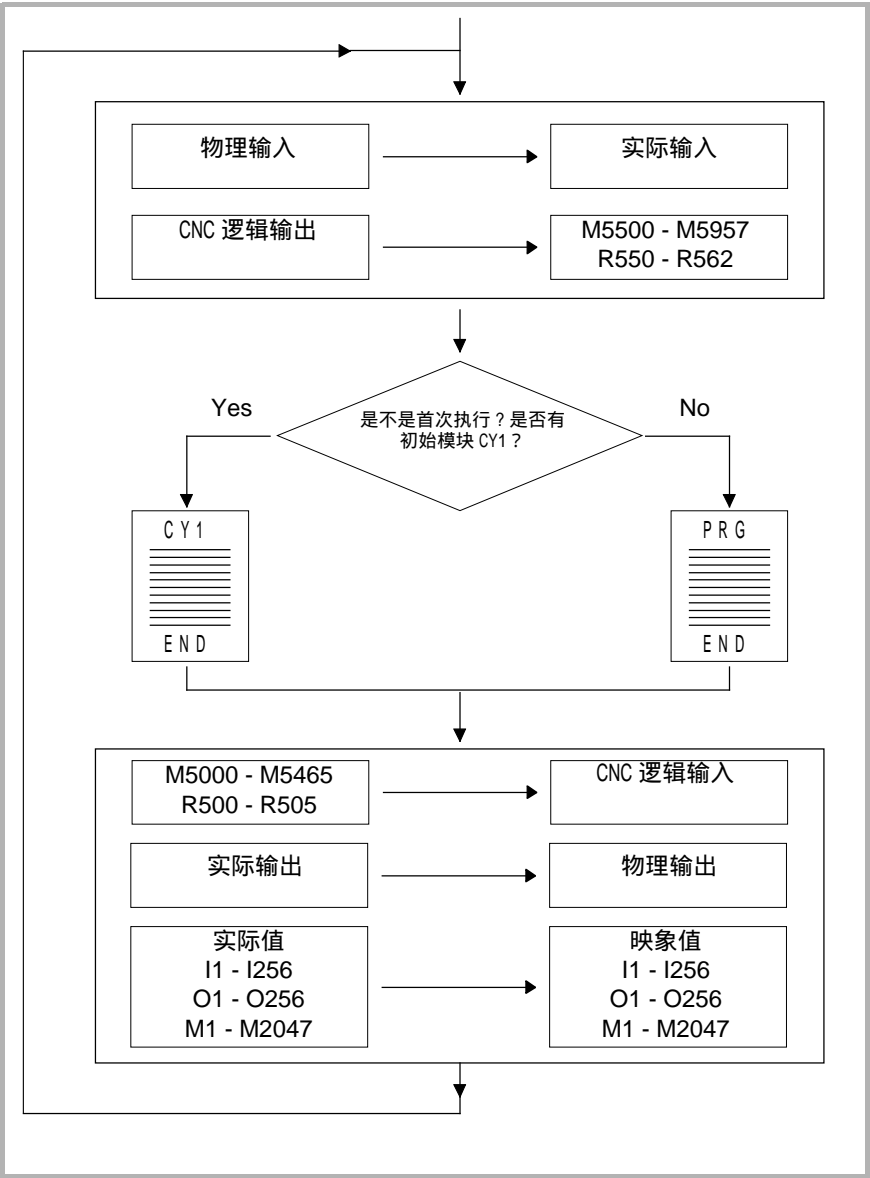 物理输入
实际输入
CNC 逻辑输出
M5500 - M5957
R550 - R562
Yes
No
是不是首次执行？是否有
初始模块 CY1？
CY1
END
PRG
END
M5000 - M5465
R500 - R505
CNC 逻辑输入
实际输出
物理输出
实际值
I1 - I256
O1 - O256
M1 - M2047
映象值
I1 - I256
O1 - O256
M1 - M2047